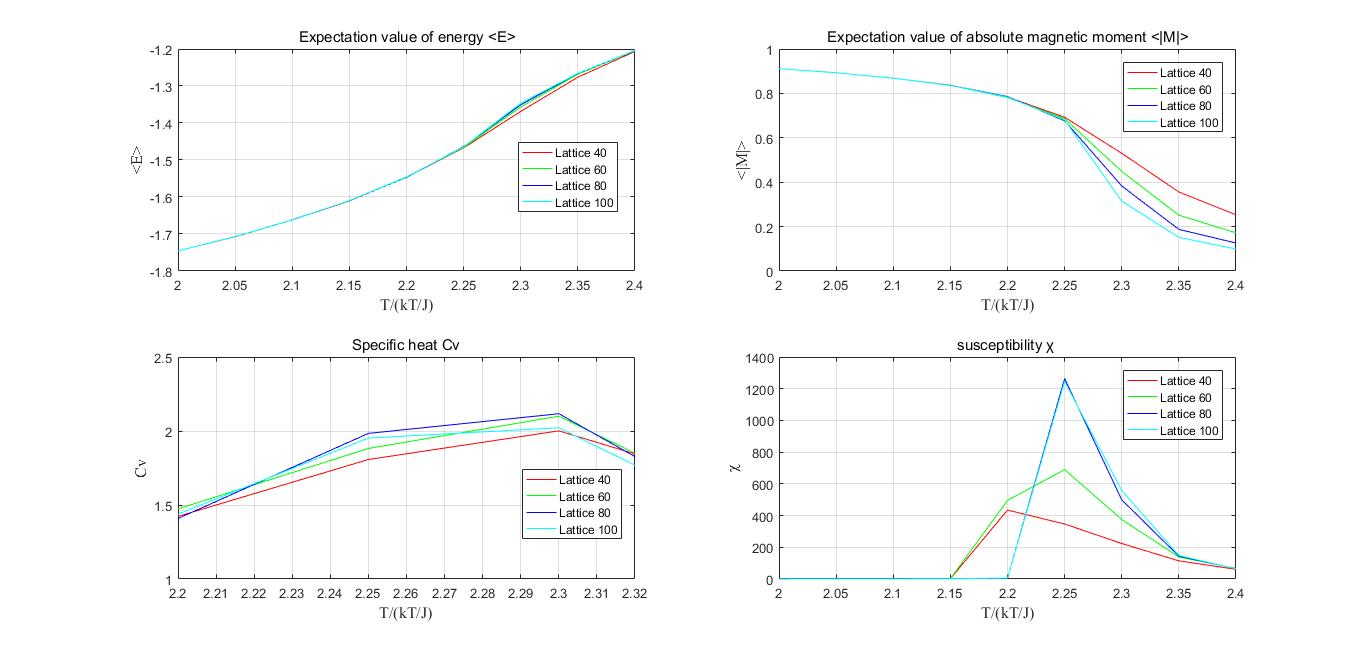 Expectation value of energy <E>
-1.2
-1.3
-1.4
-1.5
-1.6
-1.7
-1.8
<E>
Lattice 40
Lattice 60
Lattice 80
Lattice 100
2 2.05 2.1 2.15 2.2 2.25 2.3 2.35 2.4
T/(kT/J)
Expectation value of absolute magnetic moment <|M|>
1
0.8
0.6
0.4
0.2
0
<|M|>
Lattice 40
Lattice 60
Lattice 80
Lattice 100
2 2.05 2.1 2.15 2.2 2.25 2.3 2.35 2.4
T/(kT/J)
Specific heat Cv
2.5
2
1.5
1
Cv
Lattice 40
Lattice 60
Lattice 80
Lattice 100
2.2 2.21 2.22 2.23 2.24 2.25 2.26 2.27 2.28 2.29 2.3 2.31 2.32
T/(kT/J)
susceptibility χ
1400
1200
1000
800
600
400
200
0
χ
Lattice 40
Lattice 60
Lattice 80
Lattice 100
2 2.05 2.1 2.15 2.2 2.25 2.3 2.35 2.4
T/(kT/J)